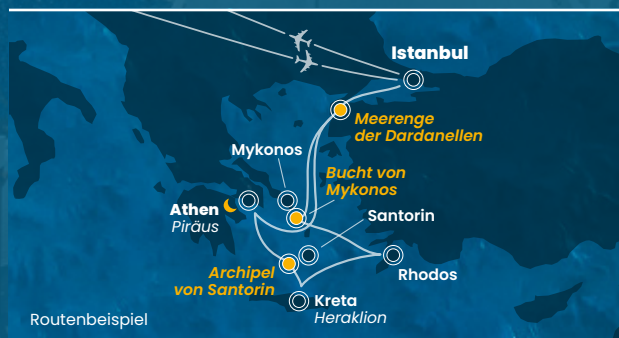 Istanbul
Meerenge
der Dardanellen
Mykonos
Bucht von
Mykonos
Athen
Piräus
Santorin
Archipel
von Santorin
Rhodos
Kreta
Heraklion
Routenbeispiel